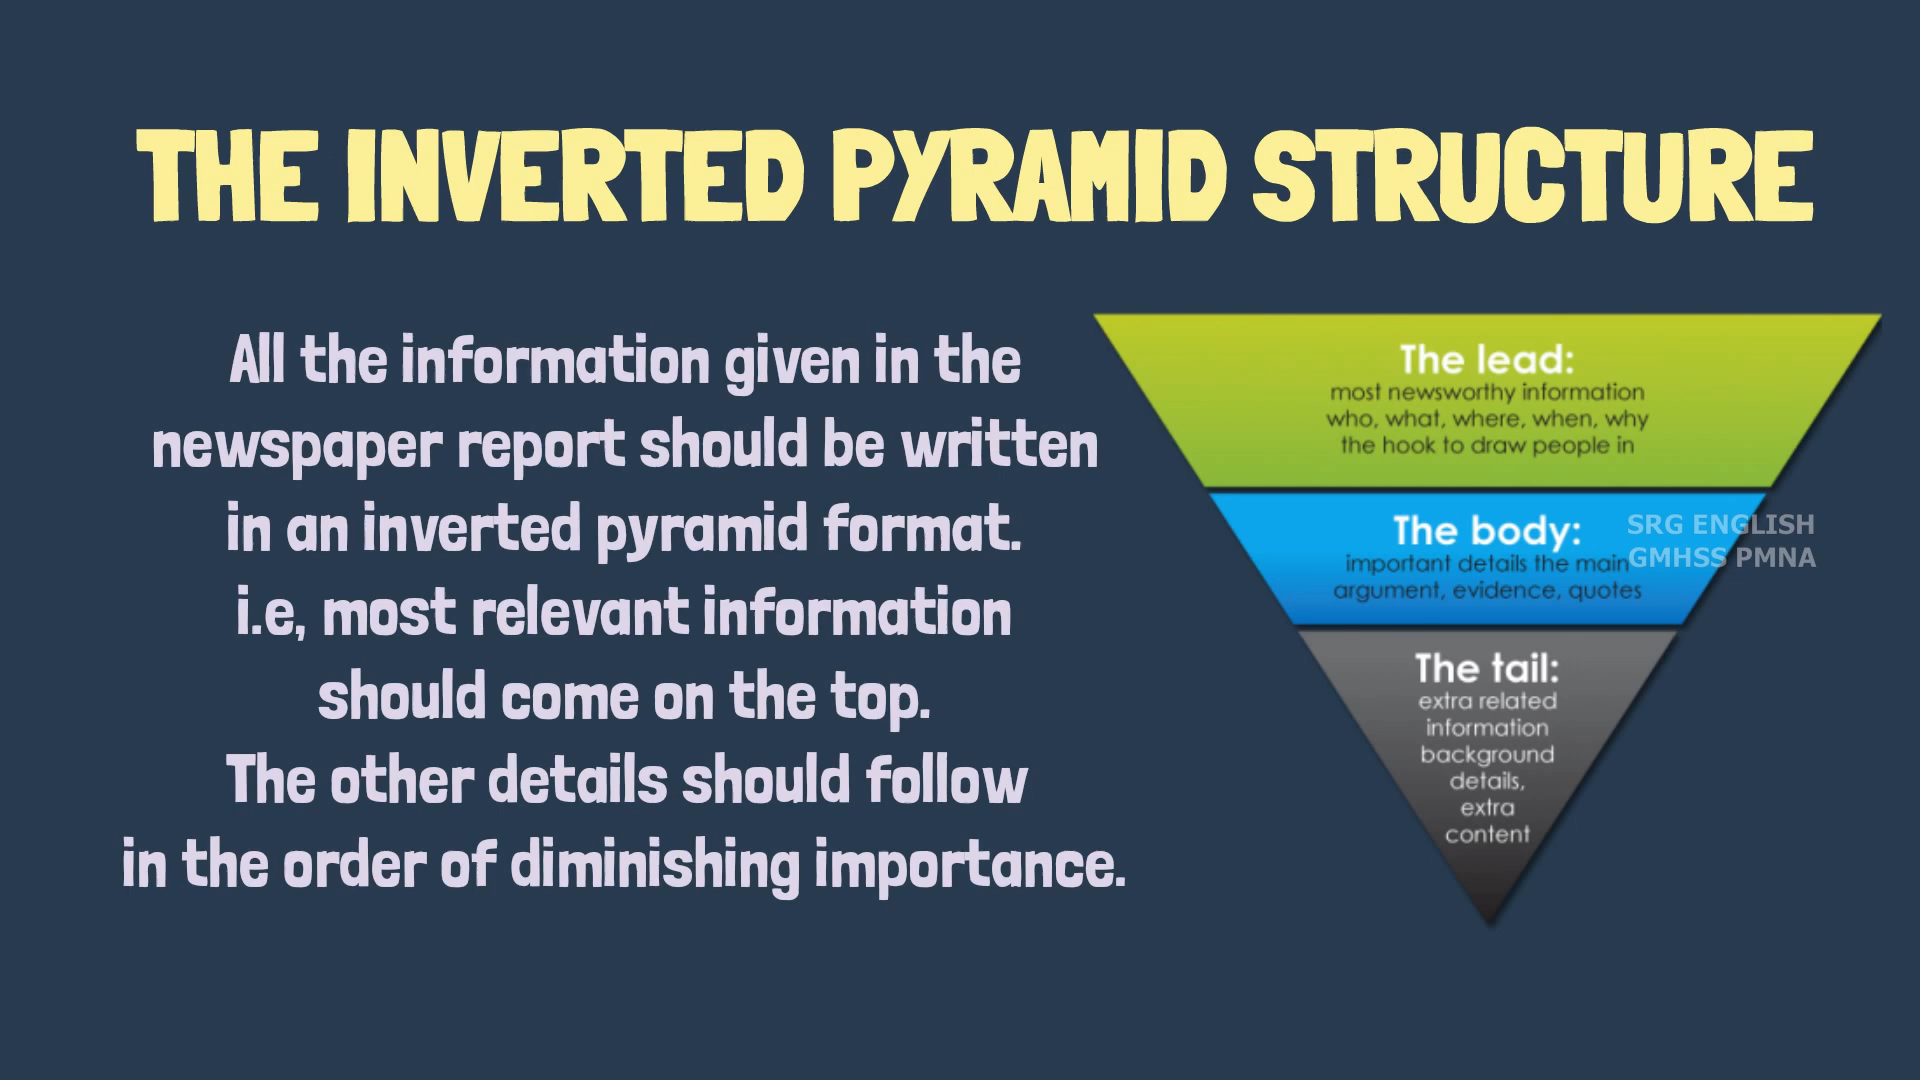 THE INVERTED PYRAMID STRUCTURE
All the information given in the
newspaper report should be written
in an inverted pyramid format.
i.e, most relevant information
should come on the top.
The other details should follow
in the order of diminishing importance.
The lead:
most newsworthy information
who, what, where, when, why
the hook to draw people in
The body:
important details the main
argument, evidence, quotes
SRG ENGLISH
GMHSS PMNA
The tail:
extra related
information
background
details,
extra
content